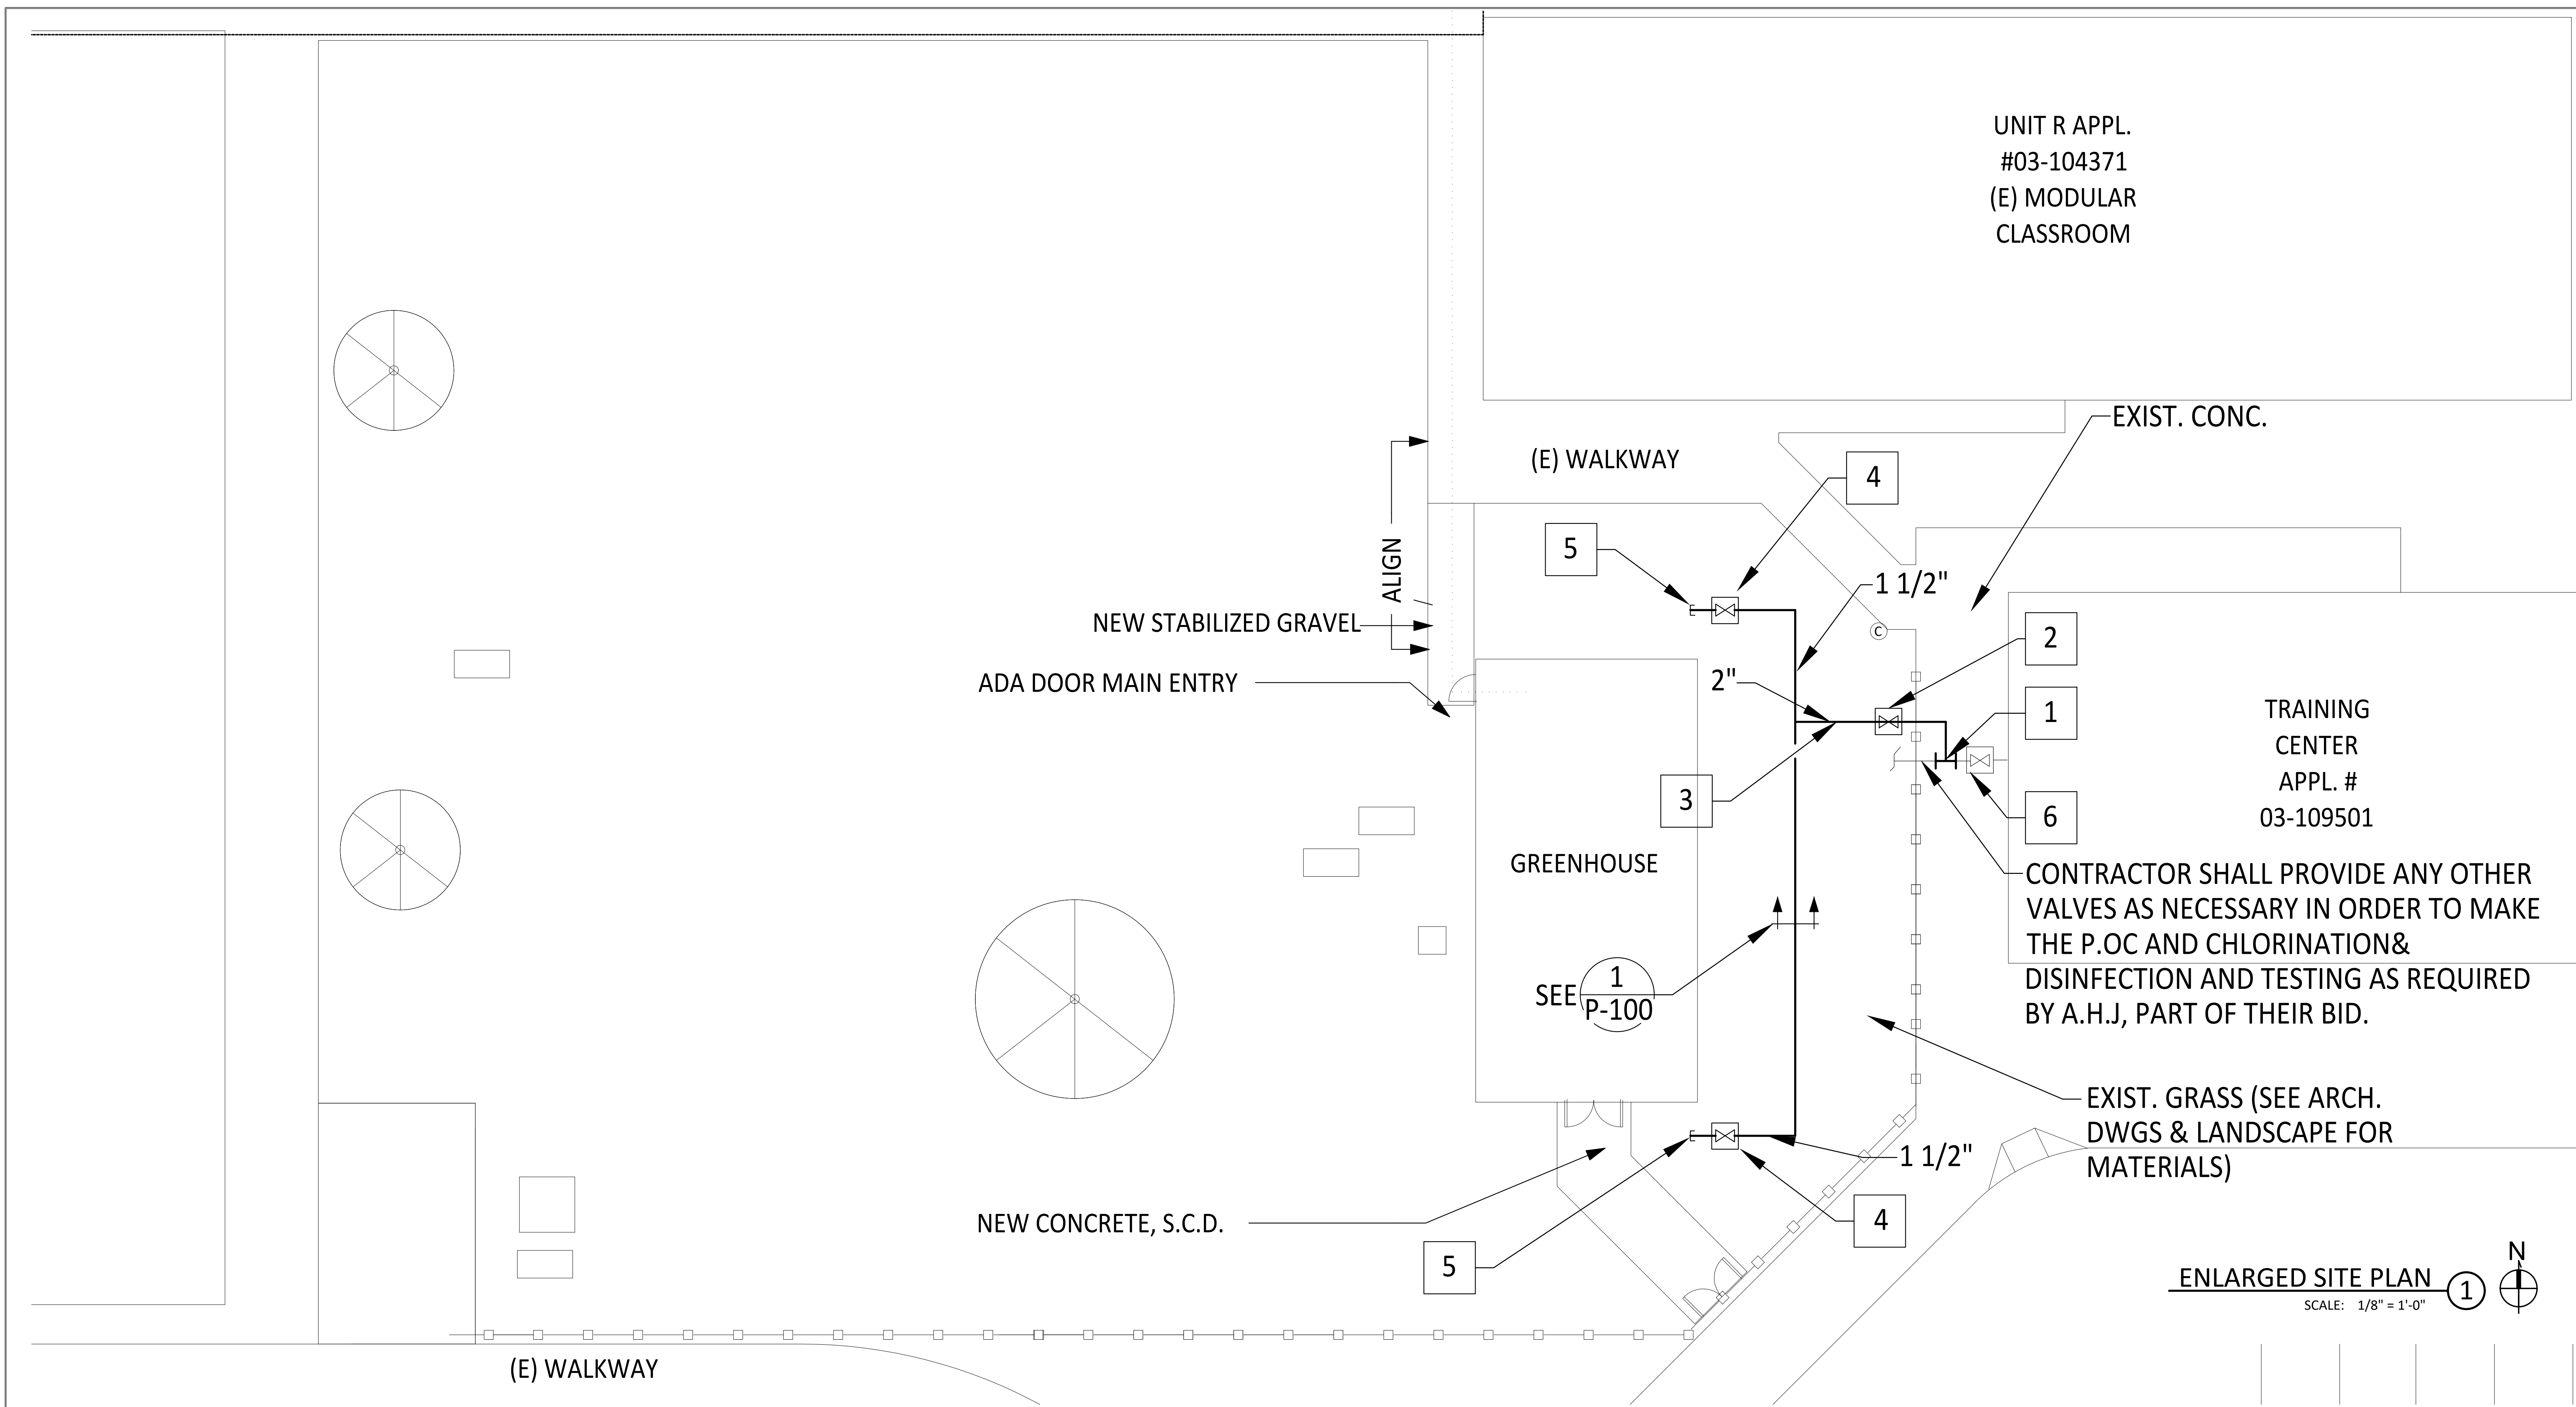 UNIT R APPL.
#03-104371
(E) MODULAR
CLASSROOM
EXIST. CONC.
(E) WALKWAY
4
5
1 1/2"
ALIGN
NEW STABILIZED GRAVEL
C
2
ADA DOOR MAIN ENTRY
2"
1
TRAINING
CENTER
APPL. #
03-109501
3
6
GREENHOUSE
CONTRACTOR SHALL PROVIDE ANY OTHER
VALVES AS NECESSARY IN ORDER TO MAKE
THE P.OC AND CHLORINATION&
DISINFECTION AND TESTING AS REQUIRED
BY A.H.J, PART OF THEIR BID.
SEE
1
P-100
EXIST. GRASS (SEE ARCH.
DWGS & LANDSCAPE FOR
MATERIALS)
1 1/2"
NEW CONCRETE, S.C.D.
4
5
N
ENLARGED SITE PLAN
1
SCALE: 1/8" = 1'-0"
(E) WALKWAY